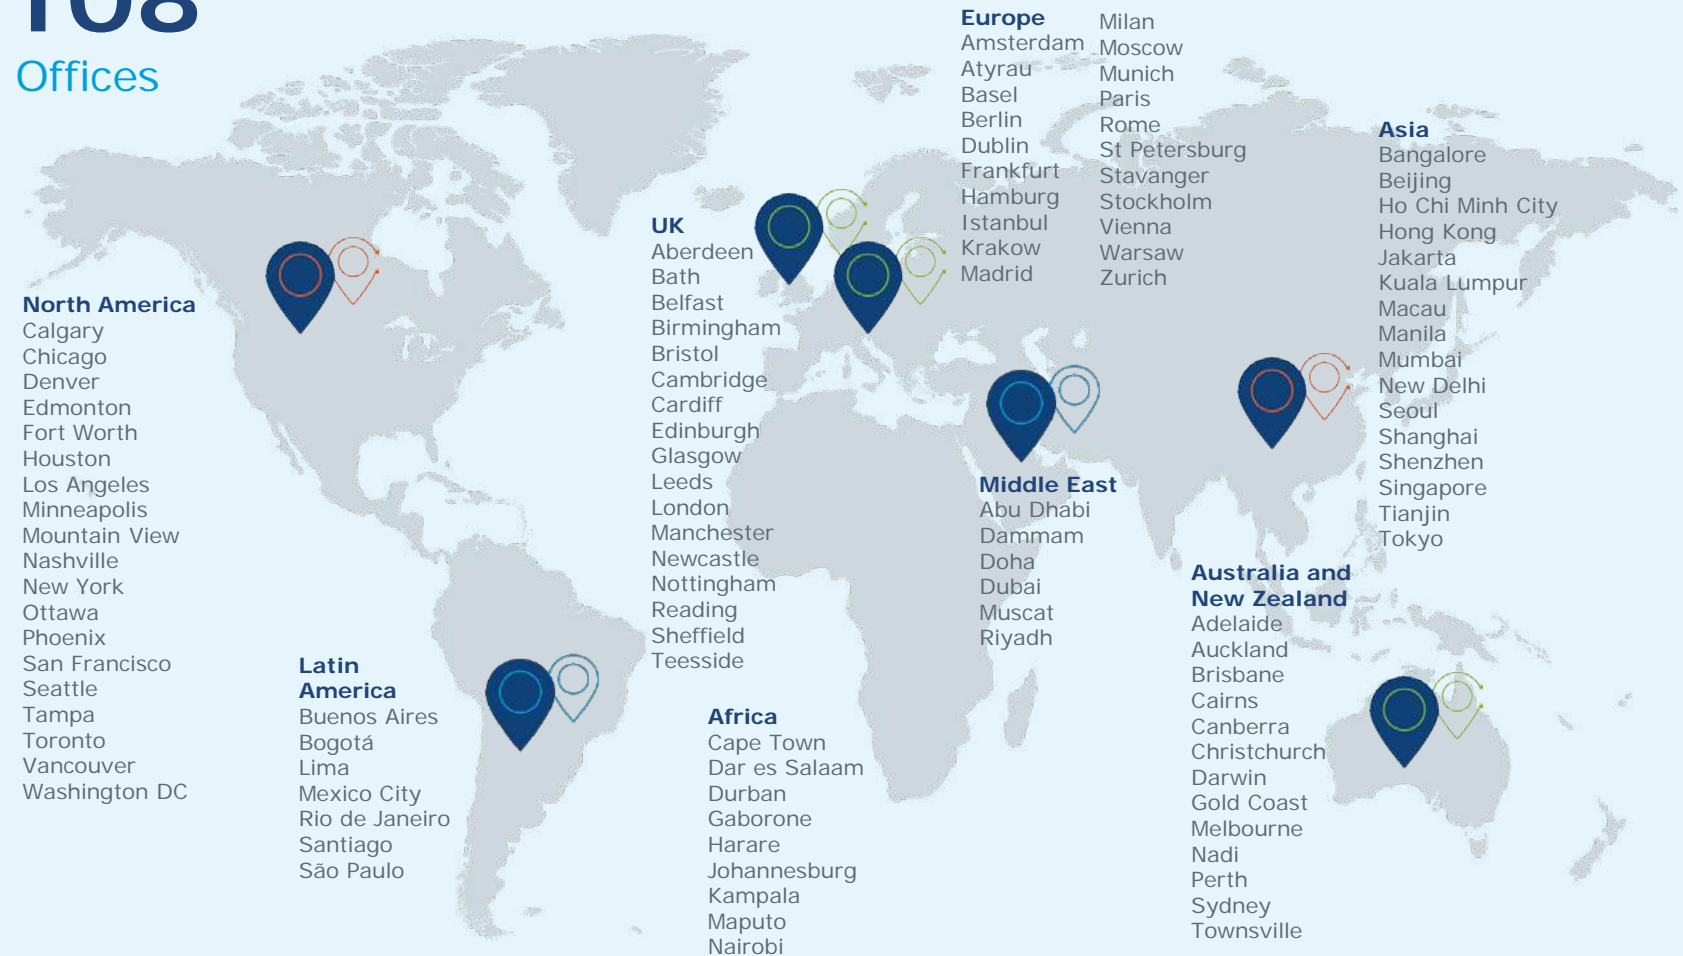 108
Offices
North America
Calgary
Chicago
Denver
Edmonton
Fort Worth
Houston
Los Angeles
Minneapolis
Mountain View
Nashville
New York
Ottawa
Phoenix
San Francisco
Seattle
Tampa
Toronto
Vancouver
Washington DC
Latin
America
Buenos Aires
Bogotá
Lima
Mexico City
Rio de Janeiro
Santiago
São Paulo
UK
Aberdeen
Bath
Belfast
Birmingham
Bristol
Cambridge
Cardiff
Edinburgh
Glasgow
Leeds
London
Manchester
Newcastle
Nottingham
Reading
Sheffield
Teesside
Africa
Cape Town
Dar es Salaam
Durban
Gaborone
Harare
Johannesburg
Kampala
Maputo
Nairobi
Europe
Amsterdam
Atyrau
Basel
Berlin
Dublin
Frankfurt
Hamburg
Istanbul
Krakow
Madrid
Milan
Moscow
Munich
Paris
Rome
St Petersburg
Stavanger
Stockholm
Vienna
Warsaw
Zurich
Middle East
Abu Dhabi
Dammam
Doha
Dubai
Muscat
Riyadh
Asia
Bangalore
Beijing
Ho Chi Minh City
Hong Kong
Jakarta
Kuala Lumpur
Macau
Manila
Mumbai
New Delhi
Seoul
Shanghai
Shenzhen
Singapore
Tianjin
Tokyo
Australia and
New Zealand
Adelaide
Auckland
Brisbane
Cairns
Canberra
Christchurch
Darwin
Gold Coast
Melbourne
Nadi
Perth
Sydney
Townsville